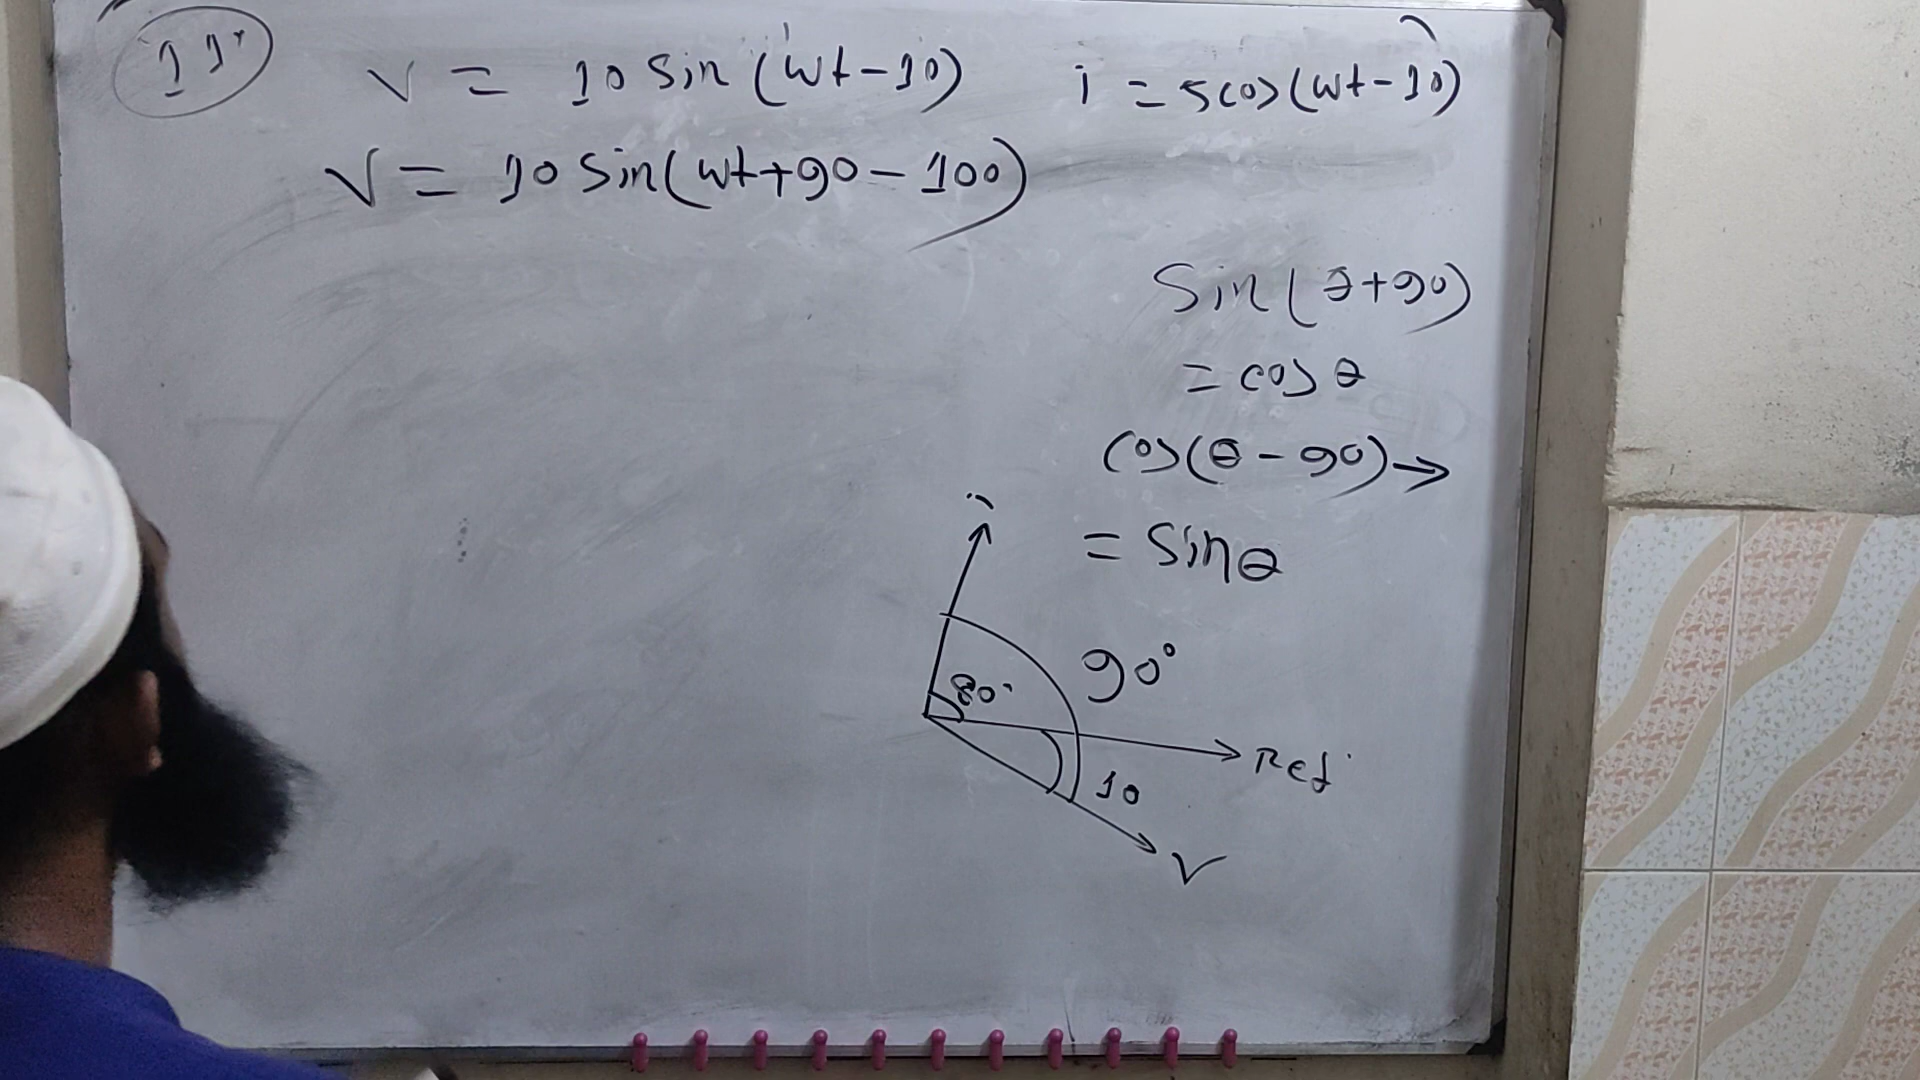 11.
V = 10 sin (wt-10) i = 5cos(wt-10)
V = 10 sin(wt+90-100)
Sin(θ+90)
= cos θ
cos(θ-90)→
= sinθ
i
80°
90°
Ref.
10
V